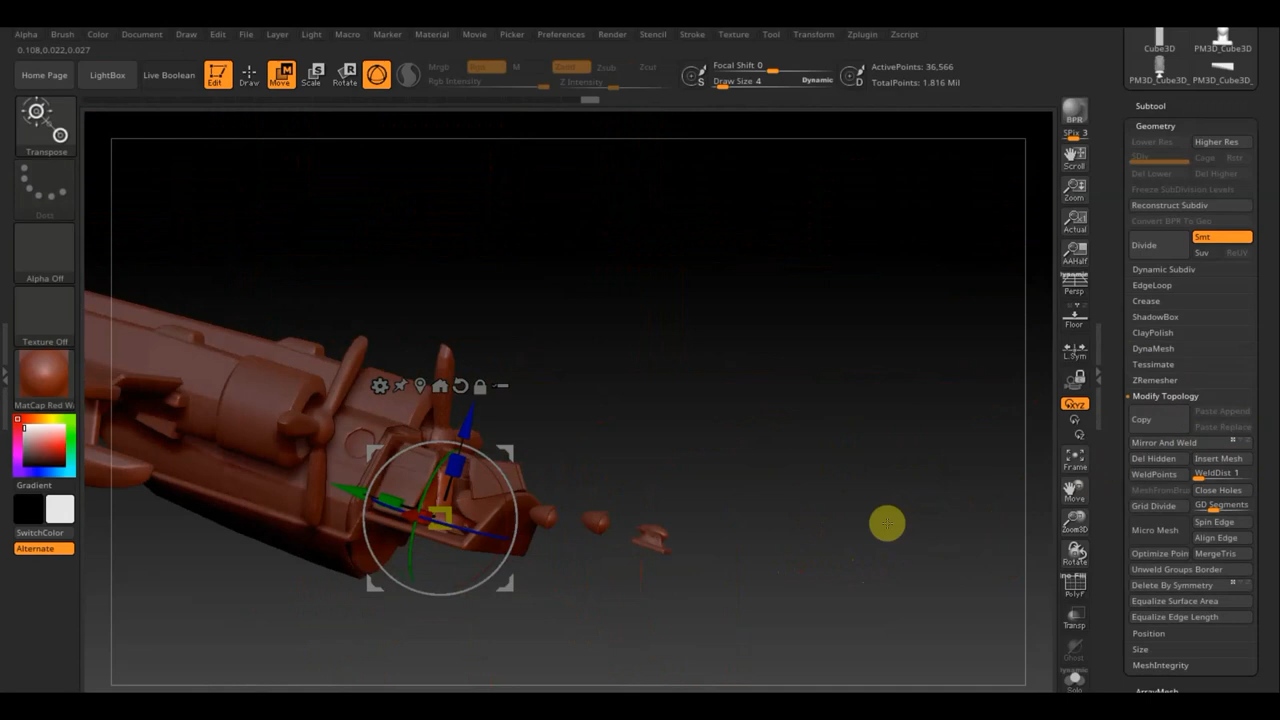 Alpha Brush Color Document Draw Edit File Layer Light Macro Marker Material Movie Picker Preferences Render Stencil Stroke Texture Tool Transform Zplugin Zscript
0.108,0.022,0.027
Home Page LightBox Live Boolean Edit Draw Move Scale Rotate
Mrgb Rgb M Zadd Zsub Zcut
Rgb Intensity Z Intensity
Focal Shift 0
Draw Size 4 Dynamic
ActivePoints: 36,566
TotalPoints: 1.816 Mil
Transpose
Dots
Alpha Off
Texture Off
MatCap Red W
Gradient
SwitchColor
Alternate
BPR
SPix 3
Scroll
Zoom
Actual
AAHalf
Dynamic
Persp
Floor
L.Sym
XYZ
Frame
Move
Zoom3D
Rotate
Line Fill
PolyF
Transp
Ghost
Dynamic
Solo
Cube3D PM3D_Cube3D
PM3D_Cube3D_ PM3D_Cube3D_
Subtool
Geometry
Lower Res Higher Res
SDiv Cage Rstr
Del Lower Del Higher
Freeze SubDivision Levels
Reconstruct Subdiv
Convert BPR To Geo
Divide Smt
Suv ReUV
Dynamic Subdiv
EdgeLoop
Crease
ShadowBox
ClayPolish
DynaMesh
Tessimate
ZRemesher
Modify Topology
Copy Paste Append
Paste Replace
Mirror And Weld
Del Hidden Insert Mesh
WeldPoints WeldDist 1
MeshFromBru Close Holes
Grid Divide GD Segments
Micro Mesh Spin Edge
Align Edge
Optimize Poin MergeTris
Unweld Groups Border
Delete By Symmetry
Equalize Surface Area
Equalize Edge Length
Position
Size
MeshIntegrity
ArrayMesh